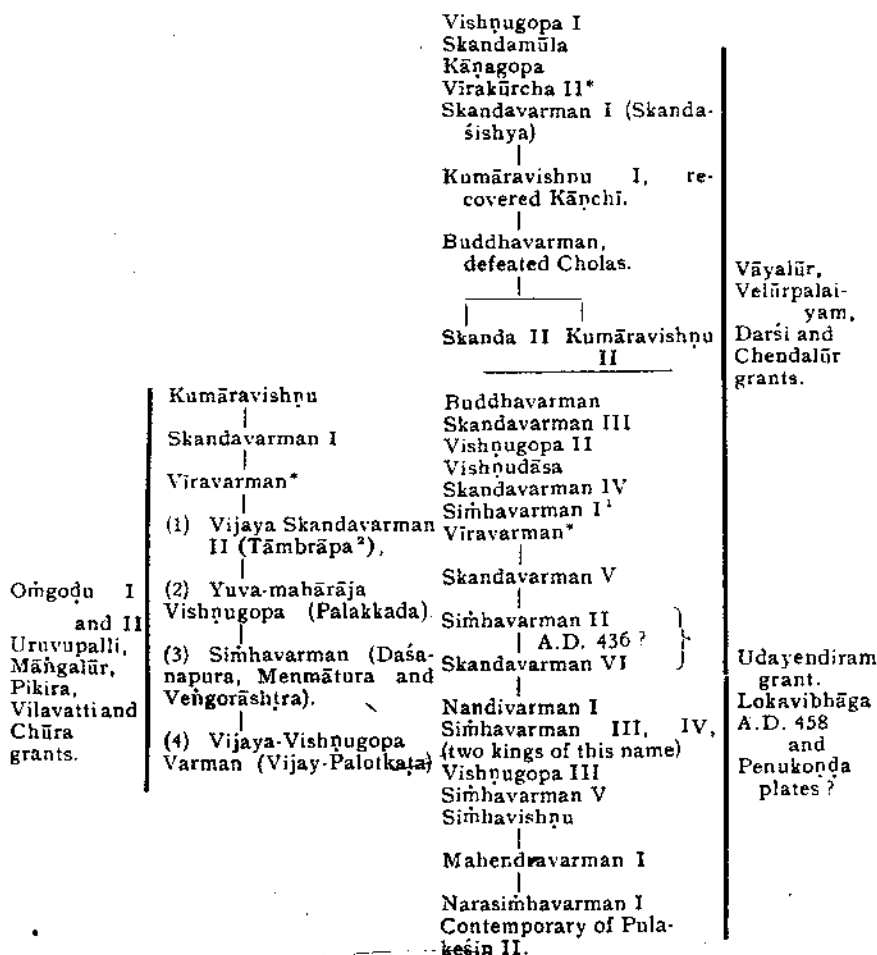 Vishṇugopa I
Skandamūla
Kāṇagopa
Vīrakūrcha II*
Skandavarman I (Skanda-
śishya)
Kumāravishnu I, re-
covered Kāṇchī.
Buddhavarman,
defeated Cholas.
Skanda II Kumāravishṇu
II
Vāyalūr,
Velūrpalai-
yam,
Darśi and
Chendalūr
grants.
Kumāravishṇu
Skandavarman I
Vīravarman*
(1) Vijaya Skandavarman
II (Tāmbrāpa²),
(2) Yuva-mahārāja
Vishṇugopa (Palakkada).
(3) Siṁhavarman (Daśa-
napura, Menmātura and
Veṅgorāshṭra).
(4) Vijaya-Vishṇugopa
Varman (Vijay-Palotkaṭa)
Oṁgoḍu I
and II
Uruvupalli,
Māṅgalūr,
Pikira,
Vilavatti and
Chūra
grants.
Buddhavarman
Skandavarman III
Vishṇugopa II
Vishṇudāsa
Skandavarman IV
Siṁhavarman I¹
Vīravarman*
Skandavarman V
Siṁhavarman II
A.D. 436 ?
Skandavarman VI
Nandivarman I
Siṁhavarman III, IV,
(two kings of this name)
Vishṇugopa III
Siṁhavarman V
Siṁhavishṇu
Mahendravarman I
Narasiṁhavarman I
Contemporary of Pula-
keśin II.
Udayendiram
grant.
Lokavibhāga
A.D. 458
and
Penukoṇḍa
plates ?